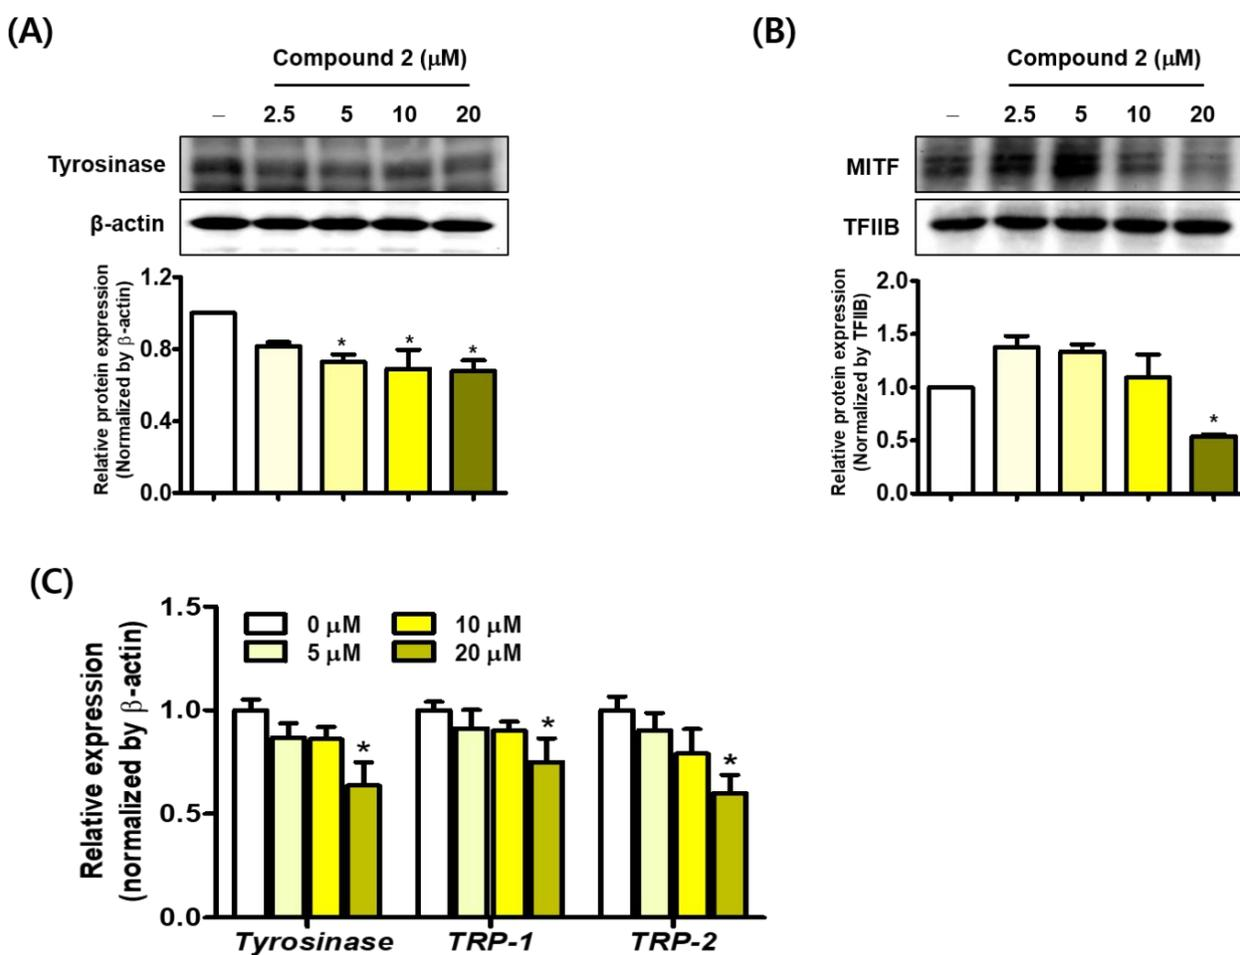 (A)
Compound 2 (μM)
– 2.5 5 10 20
Tyrosinase
β-actin
Relative protein expression
(Normalized by β-actin)
1.2
0.8
0.4
0.0
* * *
(B)
Compound 2 (μM)
– 2.5 5 10 20
MITF
TFIIB
Relative protein expression
(Normalized by TFIIB)
2.0
1.5
1.0
0.5
0.0
*
(C)
Relative expression
(normalized by β-actin)
1.5
1.0
0.5
0.0
0 μM 10 μM
5 μM 20 μM
* * *
Tyrosinase TRP-1 TRP-2